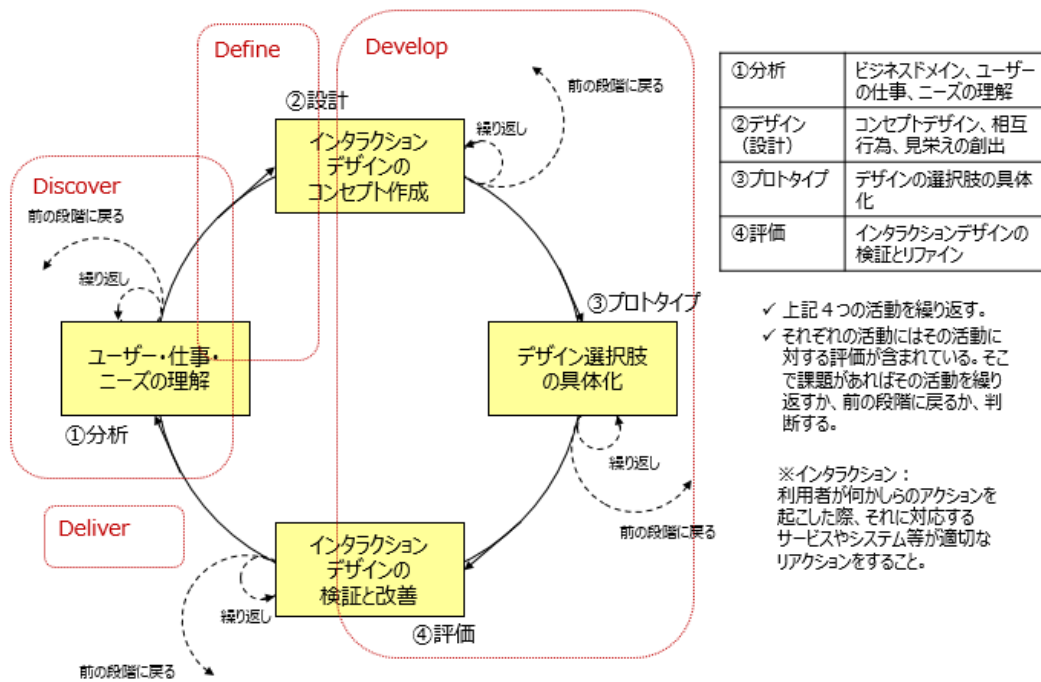 Define
Develop
②設計
インタラクション
デザインの
コンセプト作成
繰り返し
前の段階に戻る
Discover
前の段階に戻る
繰り返し
ユーザー・仕事・
ニーズの理解
①分析
③プロトタイプ
デザイン選択肢
の具体化
繰り返し
前の段階に戻る
Deliver
インタラクション
デザインの
検証と改善
④評価
繰り返し
前の段階に戻る
①分析
ビジネスドメイン、ユーザー
の仕事、ニーズの理解
②デザイン
（設計）
コンセプトデザイン、相互
行為、見栄えの創出
③プロトタイプ
デザインの選択肢の具体
化
④評価
インタラクションデザインの
検証とリファイン
✓ 上記４つの活動を繰り返す。
✓ それぞれの活動にはその活動に
対する評価が含まれている。そこ
で課題があればその活動を繰り
返すか、前の段階に戻るか、判
断する。
※インタラクション：
利用者が何かしらのアクションを
起こした際、それに対応する
サービスやシステム等が適切な
リアクションをすること。